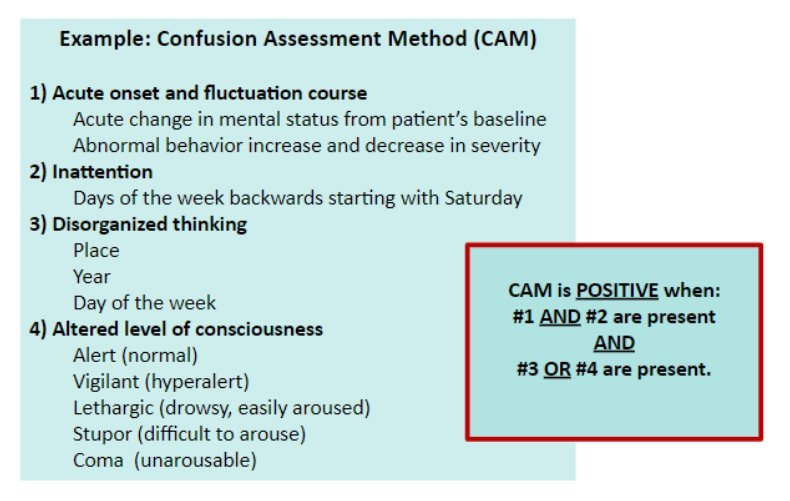 Example: Confusion Assessment Method (CAM)
1) Acute onset and fluctuation course
Acute change in mental status from patient's baseline
Abnormal behavior increase and decrease in severity
2) Inattention
Days of the week backwards starting with Saturday
3) Disorganized thinking
Place
Year
Day of the week
4) Altered level of consciousness
Alert (normal)
Vigilant (hyperalert)
Lethargic (drowsy, easily aroused)
Stupor (difficult to arouse)
Coma (unarousable)
CAM is POSITIVE when:
#1 AND #2 are present
AND
#3 OR #4 are present.